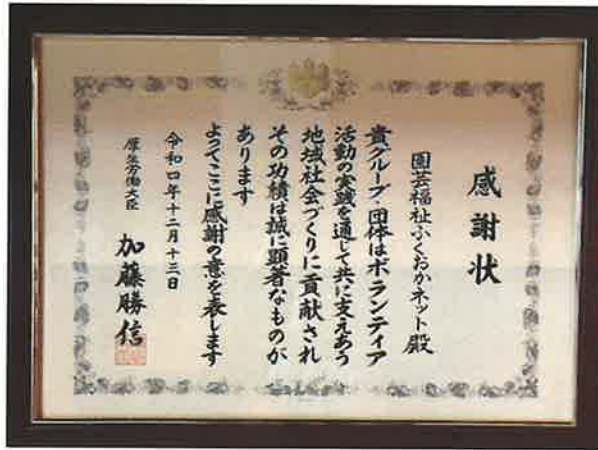 感謝状
園芸福祉ふくおかネット殿
貴グループ・団体はボランティア
活動の実践を通じて共に支えあう
地域社会づくりに貢献され
その功績は誠に顕著なものが
あります
よってここに感謝の意を表します
令和四年十二月十三日
厚生労働大臣 加藤勝信